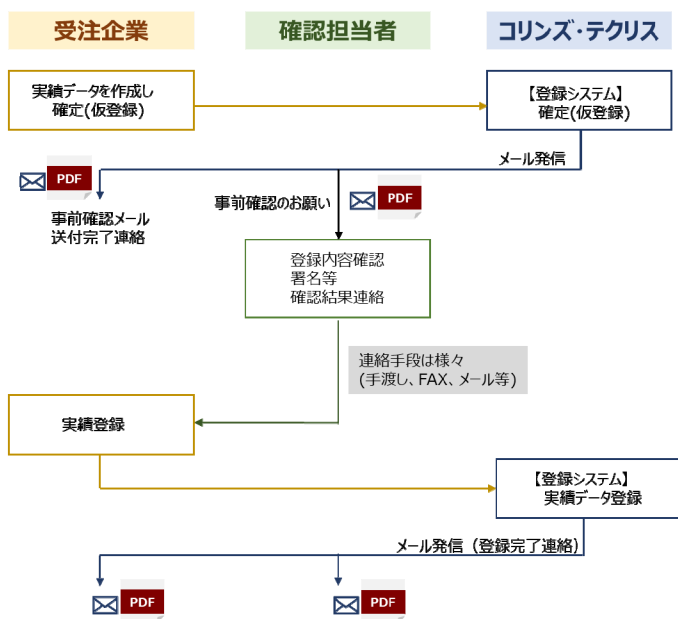 受注企業
確認担当者
コリンズ・テクリス
実績データを作成し
確定(仮登録)
【登録システム】
確定(仮登録)
メール発信
PDF
事前確認メール
送付完了連絡
事前確認のお願い
PDF
登録内容確認
署名等
確認結果連絡
連絡手段は様々
(手渡し、FAX、メール等)
実績登録
【登録システム】
実績データ登録
メール発信（登録完了連絡）
PDF
PDF